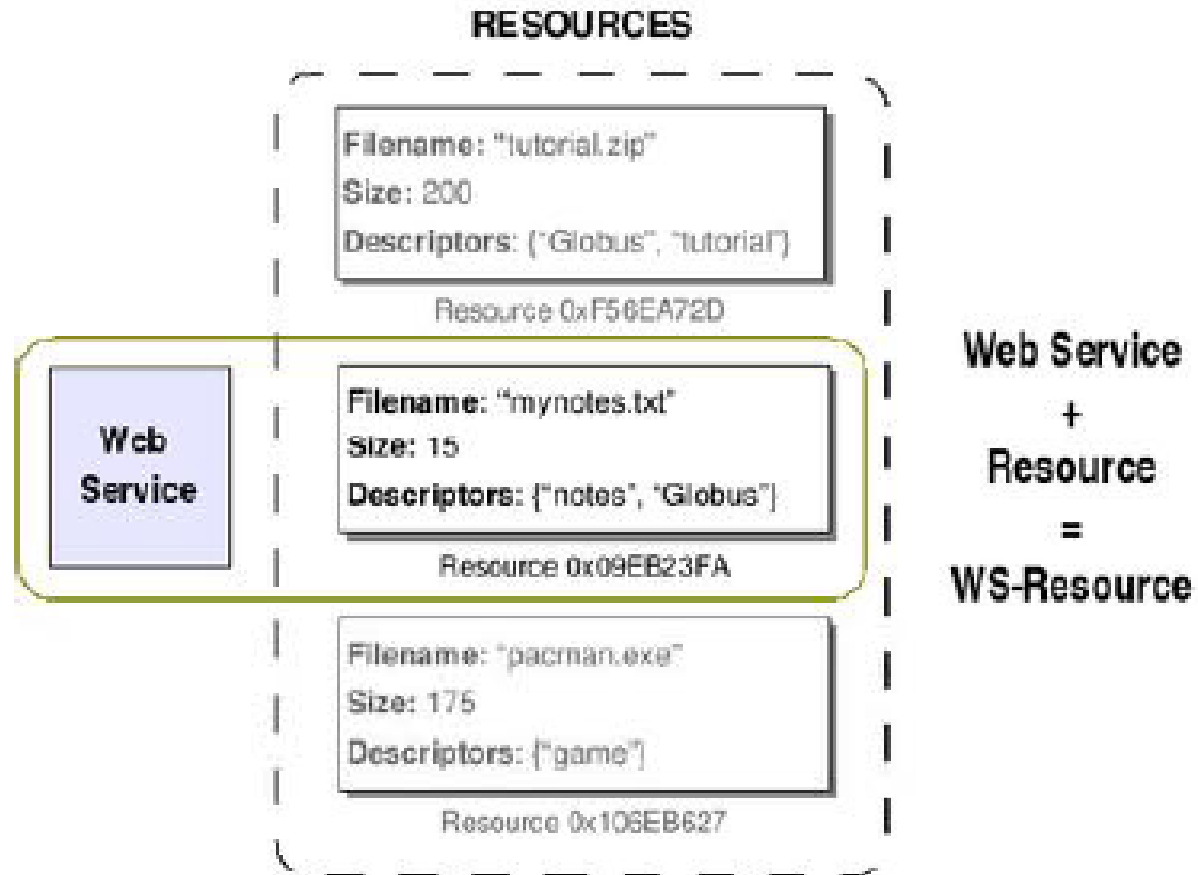 RESOURCES
Filename: "tutorial.zip"
Size: 200
Descriptors: {"Globus", "tutorial"}
Resource 0xF56EA72D
Web
Service
Filename: "mynotes.txt"
Size: 15
Descriptors: {"notes", "Globus"}
Resource 0x09EB23FA
Filename: "pacman.exe"
Size: 175
Descriptors: {"game"}
Resource 0x106EB627
Web Service
+
Resource
=
WS-Resource